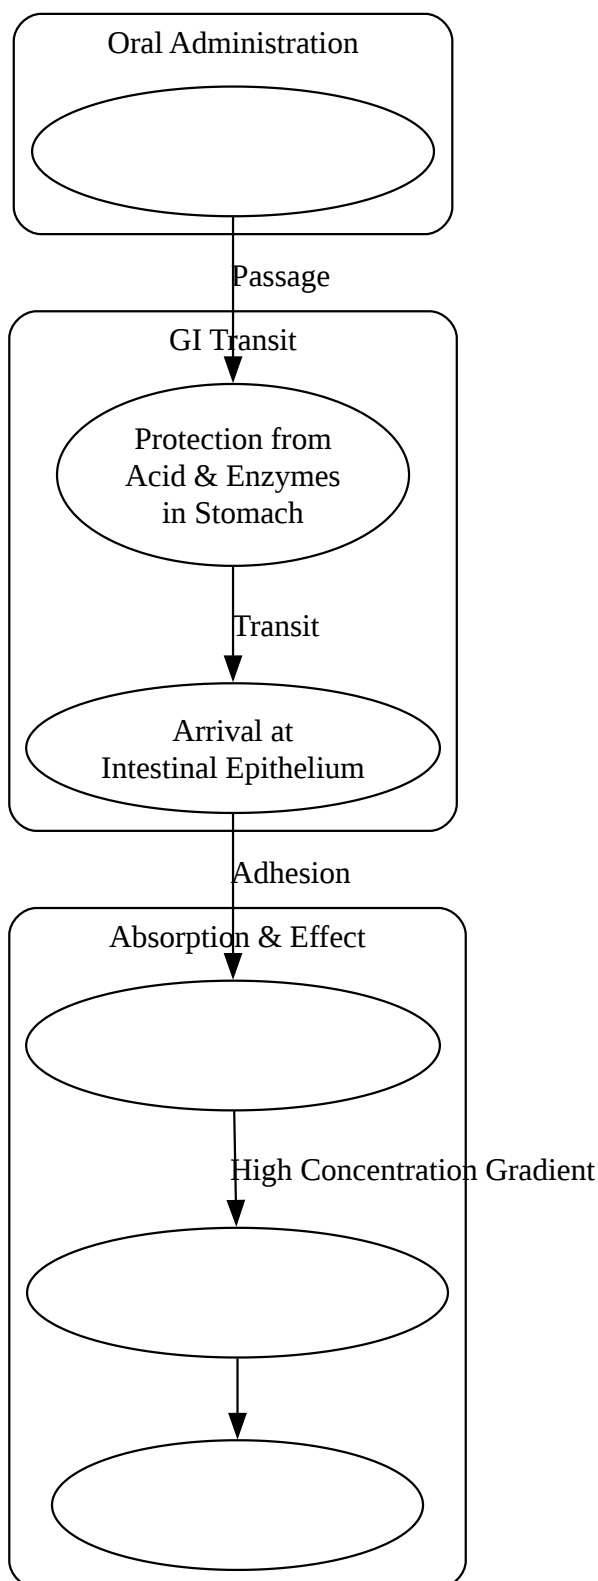 Oral Administration
Passage
GI Transit
Protection from
Acid & Enzymes
in Stomach
Transit
Arrival at
Intestinal Epithelium
Adhesion
Absorption & Effect
High Concentration Gradient